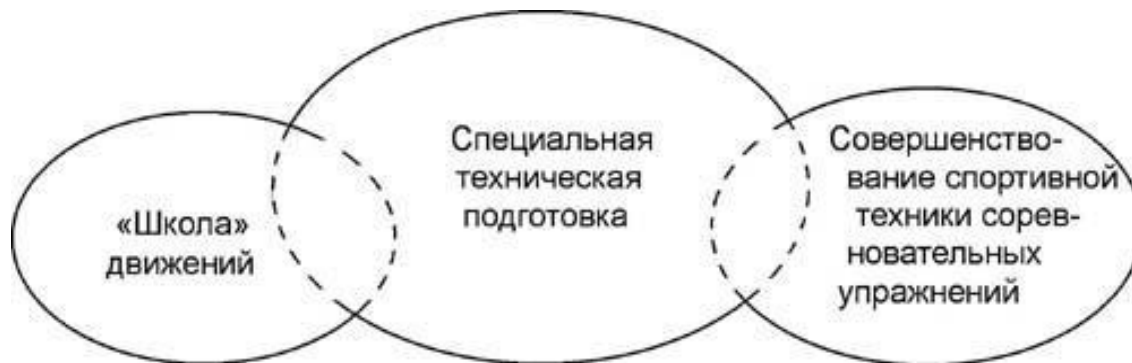 «Школа»
движений
Специальная
техническая
подготовка
Совершенство-
вание спортивной
техники сорев-
новательных
упражнений